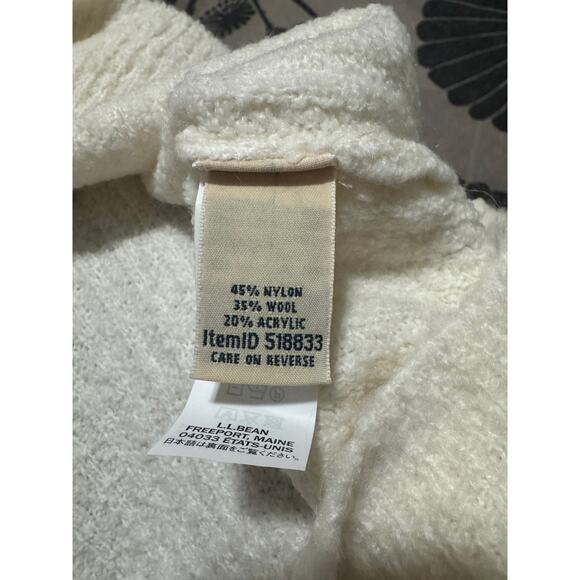 45% NYLON
35% WOOL
20% ACRYLIC
ItemID 518833
CARE ON REVERSE
L.L.BEAN
FREEPORT, MAINE
04033 ÉTATS-UNIS
日本語は裏面をご覧ください。